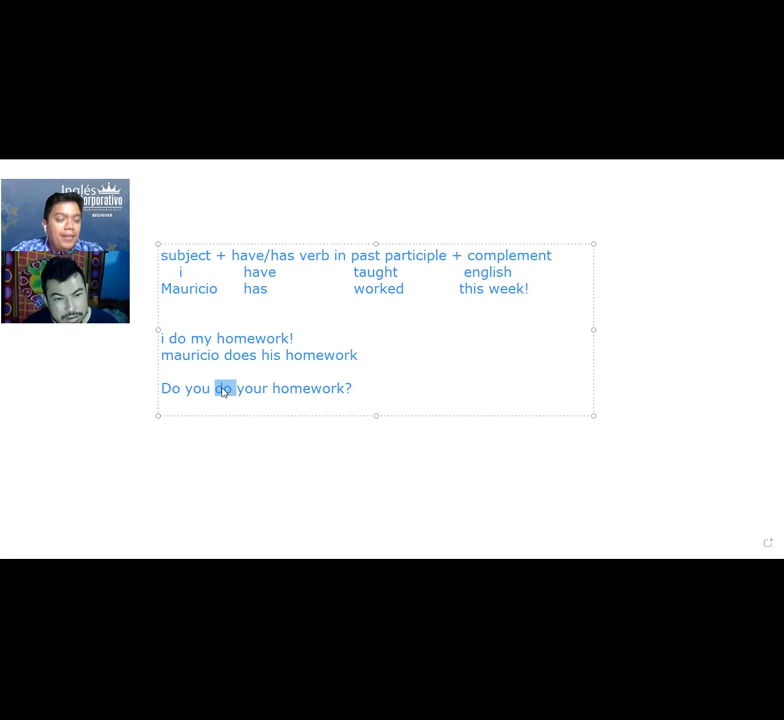 Inglés
orporativo
BEGINNER
subject + have/has verb in past participle + complement
i have taught english
Mauricio has worked this week!
i do my homework!
mauricio does his homework
Do you do your homework?